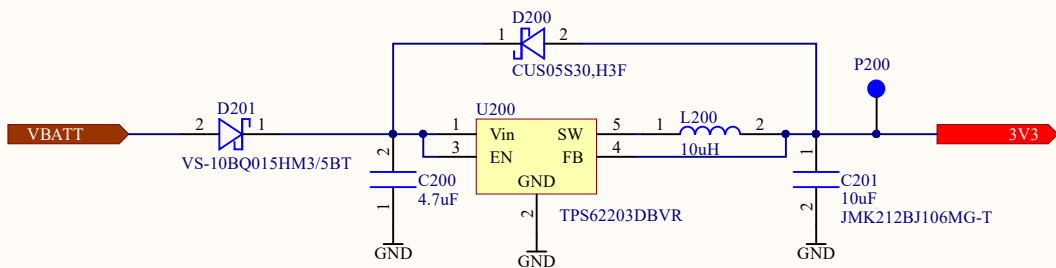 D200
1
2
CUS05S30,H3F
P200
D201
U200
L200
VBATT
2
1
1
Vin
SW
5
1
2
3V3
3
EN
FB
4
10uH
VS-10BQ015HM3/5BT
2
C200
4.7uF
1
GND
2
TPS62203DBVR
1
C201
10uF
2
JMK212BJ106MG-T
GND
GND
GND